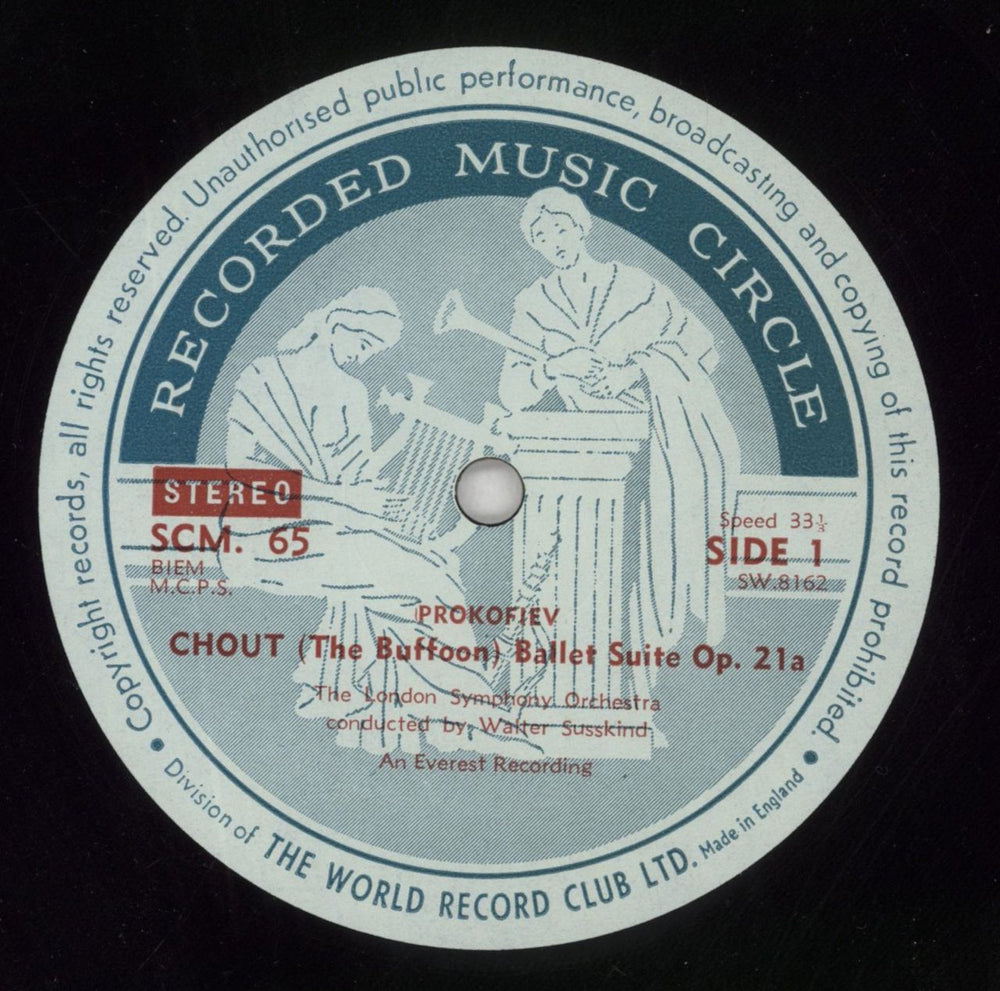 Copyright records, all rights reserved. Unauthorised public performance, broadcasting and copying of this record prohibited.
RECORDED MUSIC CIRCLE
STEREO
SCM. 65
BIEM
M.C.P.S.
Speed 33⅓
SIDE 1
SW.8162
PROKOFIEV
CHOUT (The Buffoon) Ballet Suite Op. 21a
The London Symphony Orchestra
conducted by Walter Susskind
An Everest Recording
Division of THE WORLD RECORD CLUB LTD. Made in England